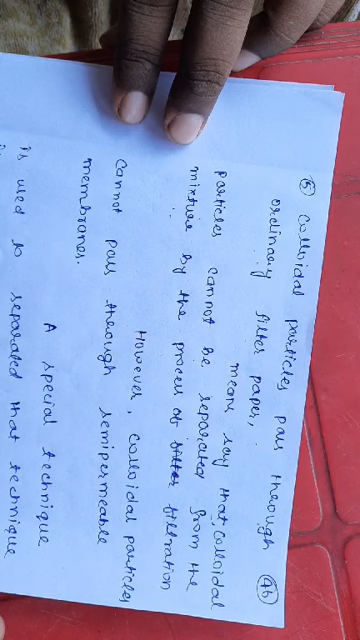 ⑤ Colloidal particles pass through
ordinary filter paper,
means say that, Colloidal
particles cannot be separated from the
mixture by the process of filtration
However, Colloidal particles
Cannot pass through semipermeable
membranes.
A special technique
is used to separated that technique
46